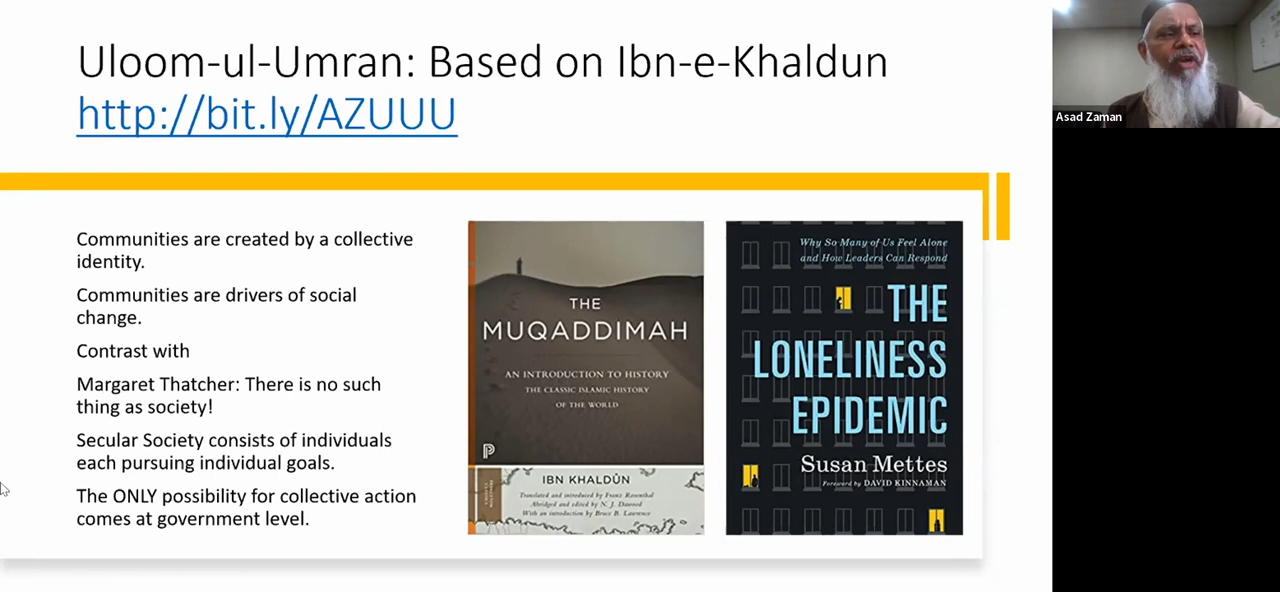 Uloom-ul-Umran: Based on Ibn-e-Khaldun
http://bit.ly/AZUUU
Communities are created by a collective
identity.
Communities are drivers of social
change.
Contrast with
Margaret Thatcher: There is no such
thing as society!
Secular Society consists of individuals
each pursuing individual goals.
The ONLY possibility for collective action
comes at government level.
THE
MUQADDIMAH
AN INTRODUCTION TO HISTORY
THE CLASSIC ISLAMIC HISTORY
OF THE WORLD
IBN KHALDÛN
Translated and introduced by Franz Rosenthal
Abridged and edited by N. J. Dawood
With an introduction by Bruce B. Lawrence
Why So Many of Us Feel Alone
and How Leaders Can Respond
THE
LONELINESS
EPIDEMIC
Susan Mettes
Foreword by DAVID KINNAMAN
Asad Zaman